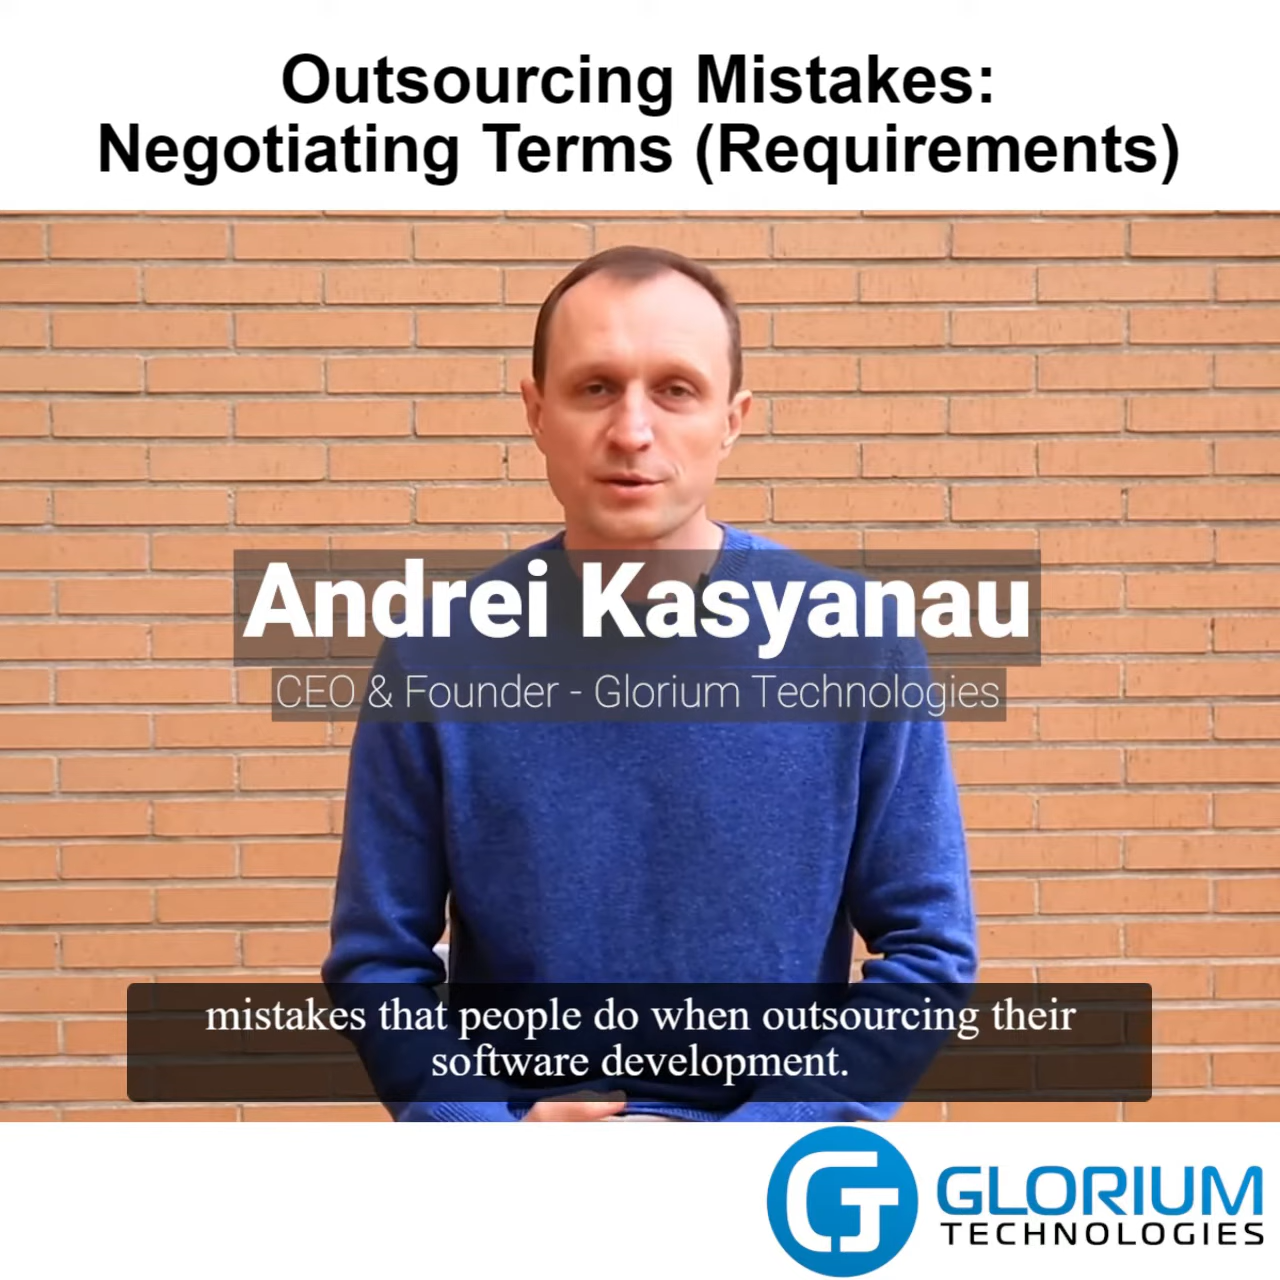 Outsourcing Mistakes:
Negotiating Terms (Requirements)
Andrei Kasyanau
CEO & Founder - Glorium Technologies
mistakes that people do when outsourcing their
software development.
GLORIUM
TECHNOLOGIES